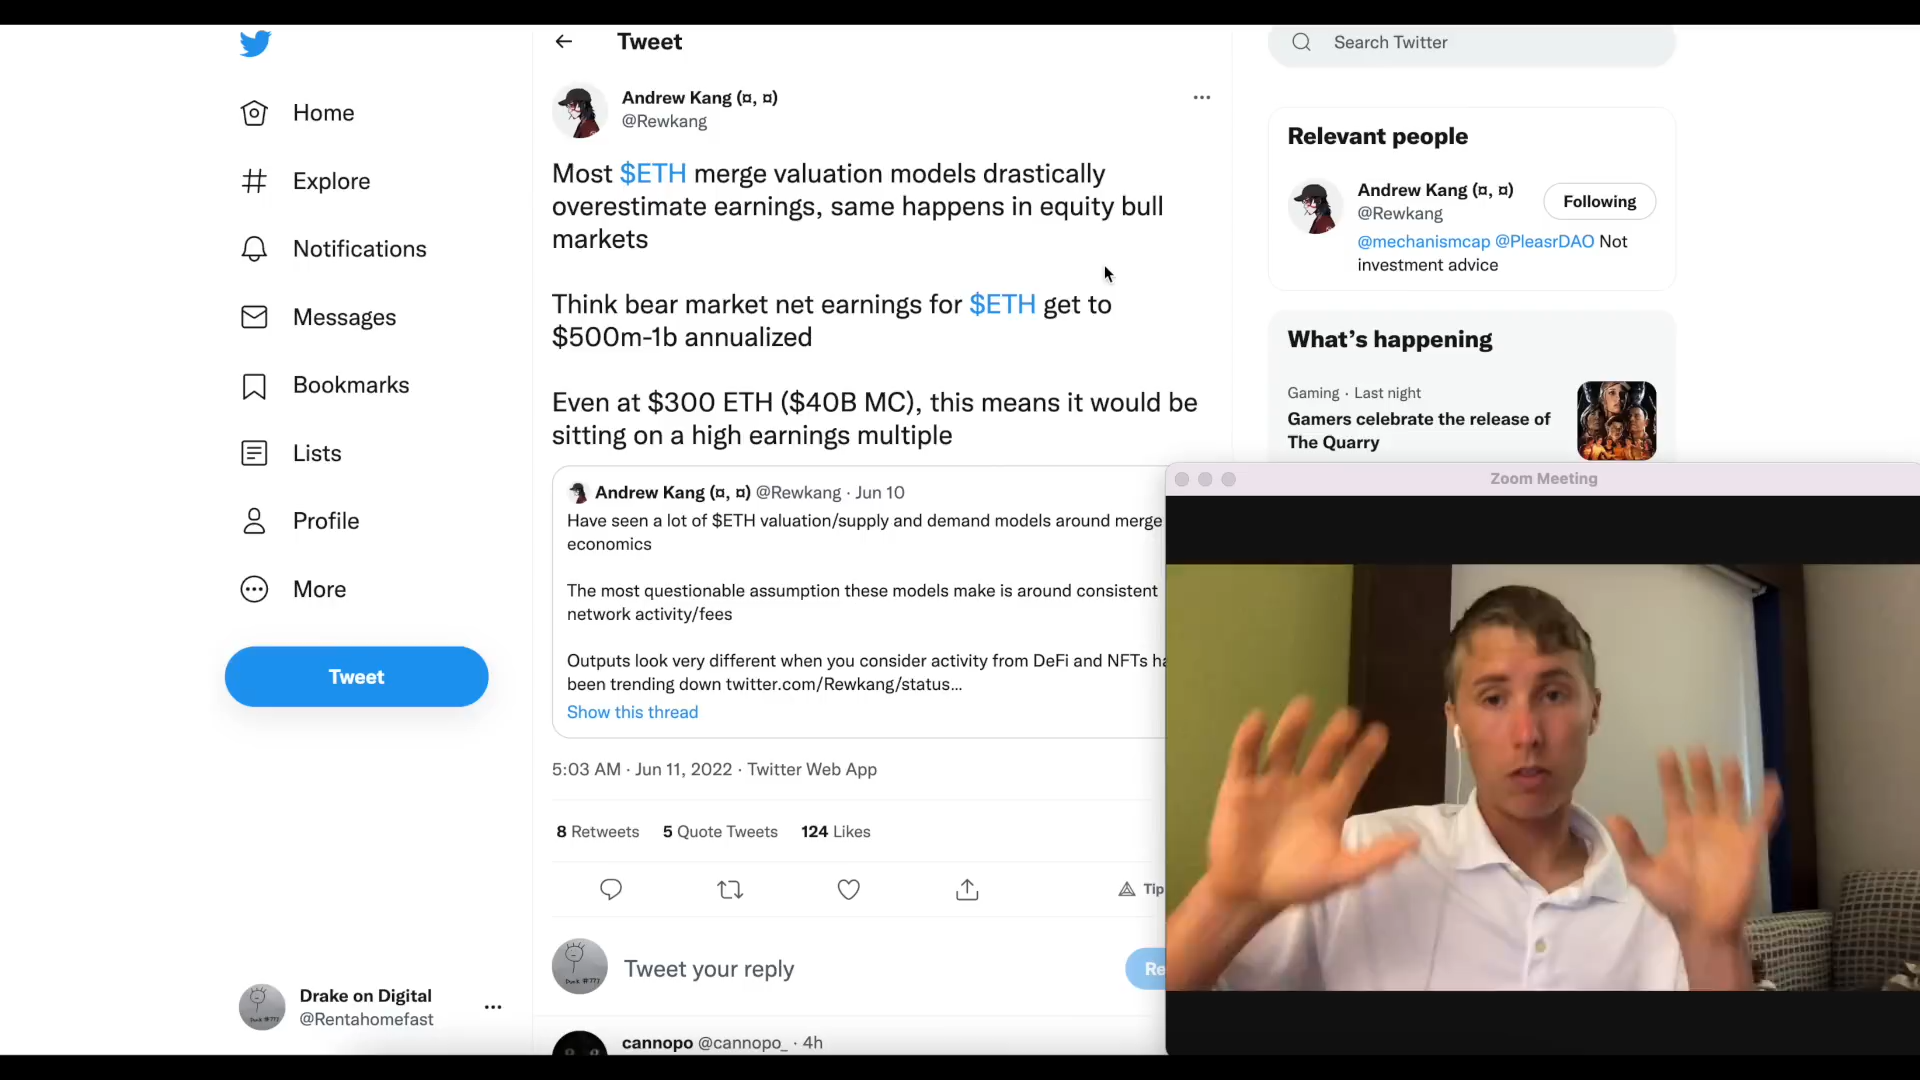 Tweet
Search Twitter
Home
Explore
Notifications
Messages
Bookmarks
Lists
Profile
More
Tweet
Drake on Digital
@Rentahomefast
Andrew Kang (¤, ¤)
@Rewkang
Most $ETH merge valuation models drastically
overestimate earnings, same happens in equity bull
markets
Think bear market net earnings for $ETH get to
$500m-1b annualized
Even at $300 ETH ($40B MC), this means it would be
sitting on a high earnings multiple
Andrew Kang (¤, ¤) @Rewkang · Jun 10
Have seen a lot of $ETH valuation/supply and demand models around merge
economics
The most questionable assumption these models make is around consistent
network activity/fees
Outputs look very different when you consider activity from DeFi and NFTs
been trending down twitter.com/Rewkang/status...
Show this thread
5:03 AM · Jun 11, 2022 · Twitter Web App
8 Retweets 5 Quote Tweets 124 Likes
Tip
Tweet your reply
Re
cannopo @cannopo_ · 4h
Relevant people
Andrew Kang (¤, ¤)
@Rewkang
Following
@mechanismcap @PleasrDAO Not
investment advice
What's happening
Gaming · Last night
Gamers celebrate the release of
The Quarry
Zoom Meeting